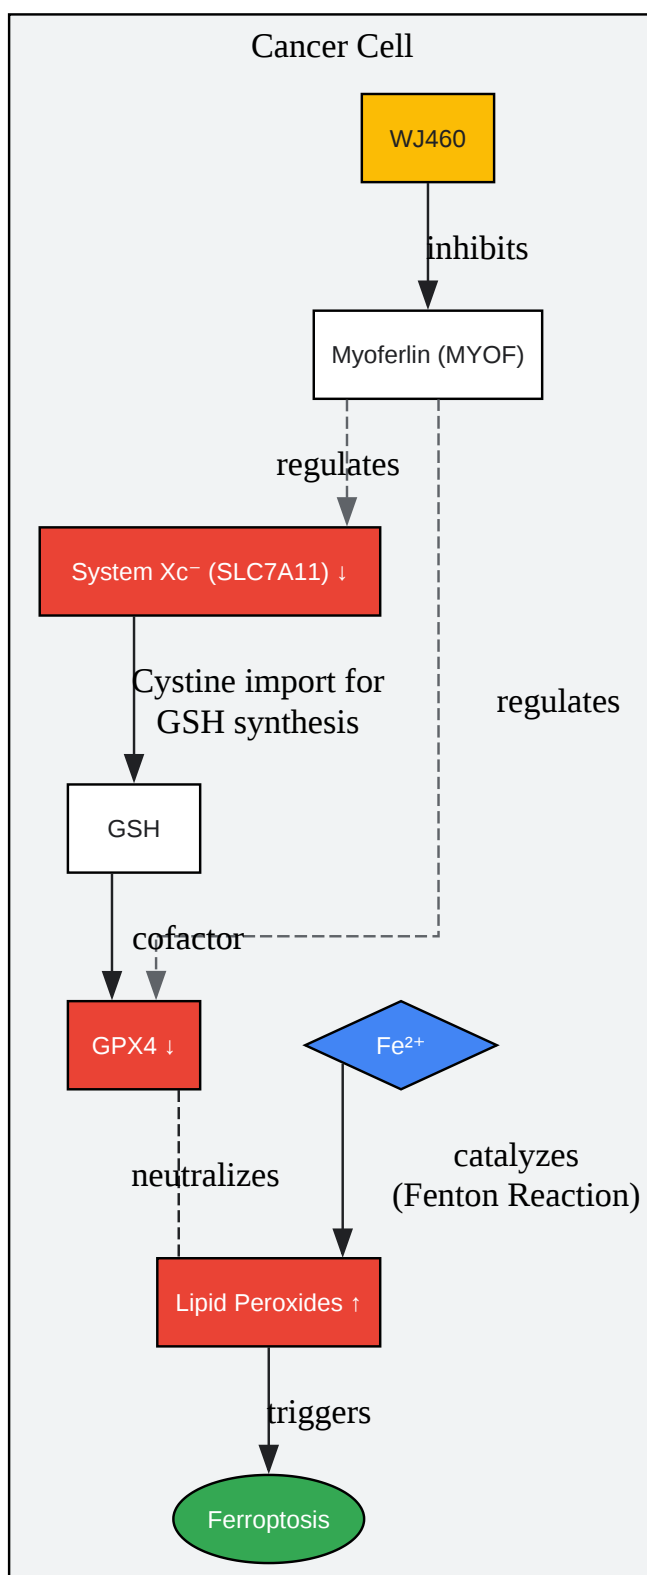 Cancer Cell
WJ460
inhibits
Myoferlin (MYOF)
regulates
System Xc⁻ (SLC7A11) ↓
Cystine import for
GSH synthesis
regulates
GSH
cofactor
GPX4 ↓
Fe²⁺
neutralizes
catalyzes
(Fenton Reaction)
Lipid Peroxides ↑
triggers
Ferroptosis